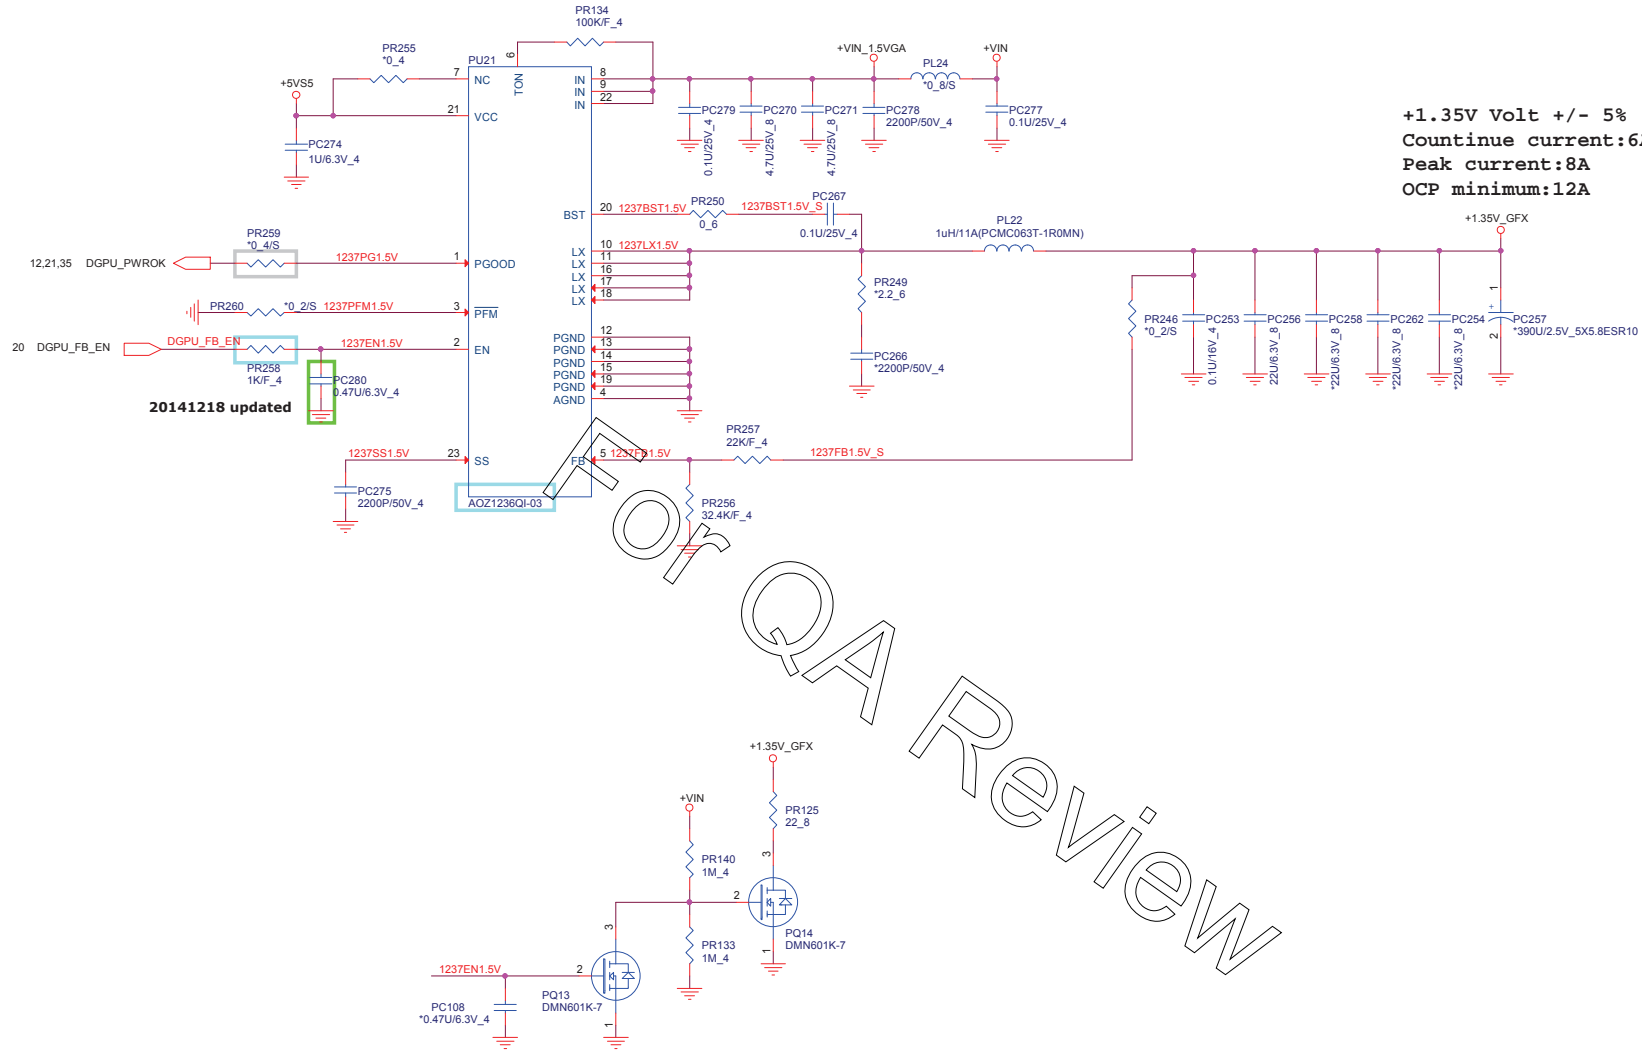 PR134
100K/F_4
PR255
*0_4
+5VS5
PU21
6
TON
7
NC
21
VCC
IN
8
IN
9
IN
22
+VIN_1.5VGA
+VIN
PL24
*0_8/S
PC279
0.1U/25V_4
PC270
4.7U/25V_8
PC271
4.7U/25V_8
PC278
2200P/50V_4
PC277
0.1U/25V_4
PC274
1U/6.3V_4
+1.35V Volt +/- 5%
Countinue current:6
Peak current:8A
OCP minimum:12A
BST
20
1237BST1.5V
PR250
0_6
1237BST1.5V_S
PC267
0.1U/25V_4
+1.35V_GFX
PL22
1uH/11A(PCMC063T-1R0MN)
LX
10
1237LX1.5V
LX
11
LX
16
LX
17
LX
18
12,21,35
DGPU_PWROK
PR259
*0_4/S
1237PG1.5V
1
PGOOD
PR260
*0_2/S
1237PFM1.5V
3
PFM
20
DGPU_FB_EN
DGPU_FB_EN
PR258
1K/F_4
1237EN1.5V
2
EN
PC280
0.47U/6.3V_4
20141218 updated
PGND
12
PGND
13
PGND
14
PGND
15
PGND
19
AGND
4
PR249
*2.2_6
PC266
*2200P/50V_4
PR246
*0_2/S
PC253
0.1U/16V_4
PC256
22U/6.3V_8
PC258
*22U/6.3V_8
PC262
*22U/6.3V_8
PC254
*22U/6.3V_8
1
+
2
PC257
*390U/2.5V_5X5.8ESR10
1237SS1.5V
23
SS
PC275
2200P/50V_4
FB
5
1237FB1.5V
PR257
22K/F_4
1237FB1.5V_S
PR256
32.4K/F_4
AOZ1236QI-03
For QA Review
+1.35V_GFX
PR125
22_8
+VIN
PR140
1M_4
PR133
1M_4
3
2
1
PQ14
DMN601K-7
1237EN1.5V
PC108
*0.47U/6.3V_4
3
2
1
PQ13
DMN601K-7